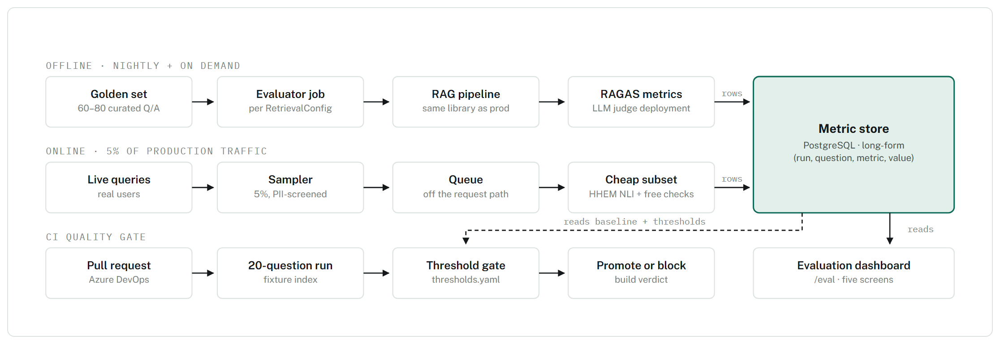 OFFLINE · NIGHTLY + ON DEMAND
Golden set
60–80 curated Q/A
Evaluator job
per RetrievalConfig
RAG pipeline
same library as prod
RAGAS metrics
LLM judge deployment
rows
Metric store
PostgreSQL · long-form
(run, question, metric, value)
ONLINE · 5% OF PRODUCTION TRAFFIC
Live queries
real users
Sampler
5%, PII-screened
Queue
off the request path
Cheap subset
HHEM NLI + free checks
rows
reads baseline + thresholds
reads
CI QUALITY GATE
Pull request
Azure DevOps
20-question run
fixture index
Threshold gate
thresholds.yaml
Promote or block
build verdict
Evaluation dashboard
/eval · five screens